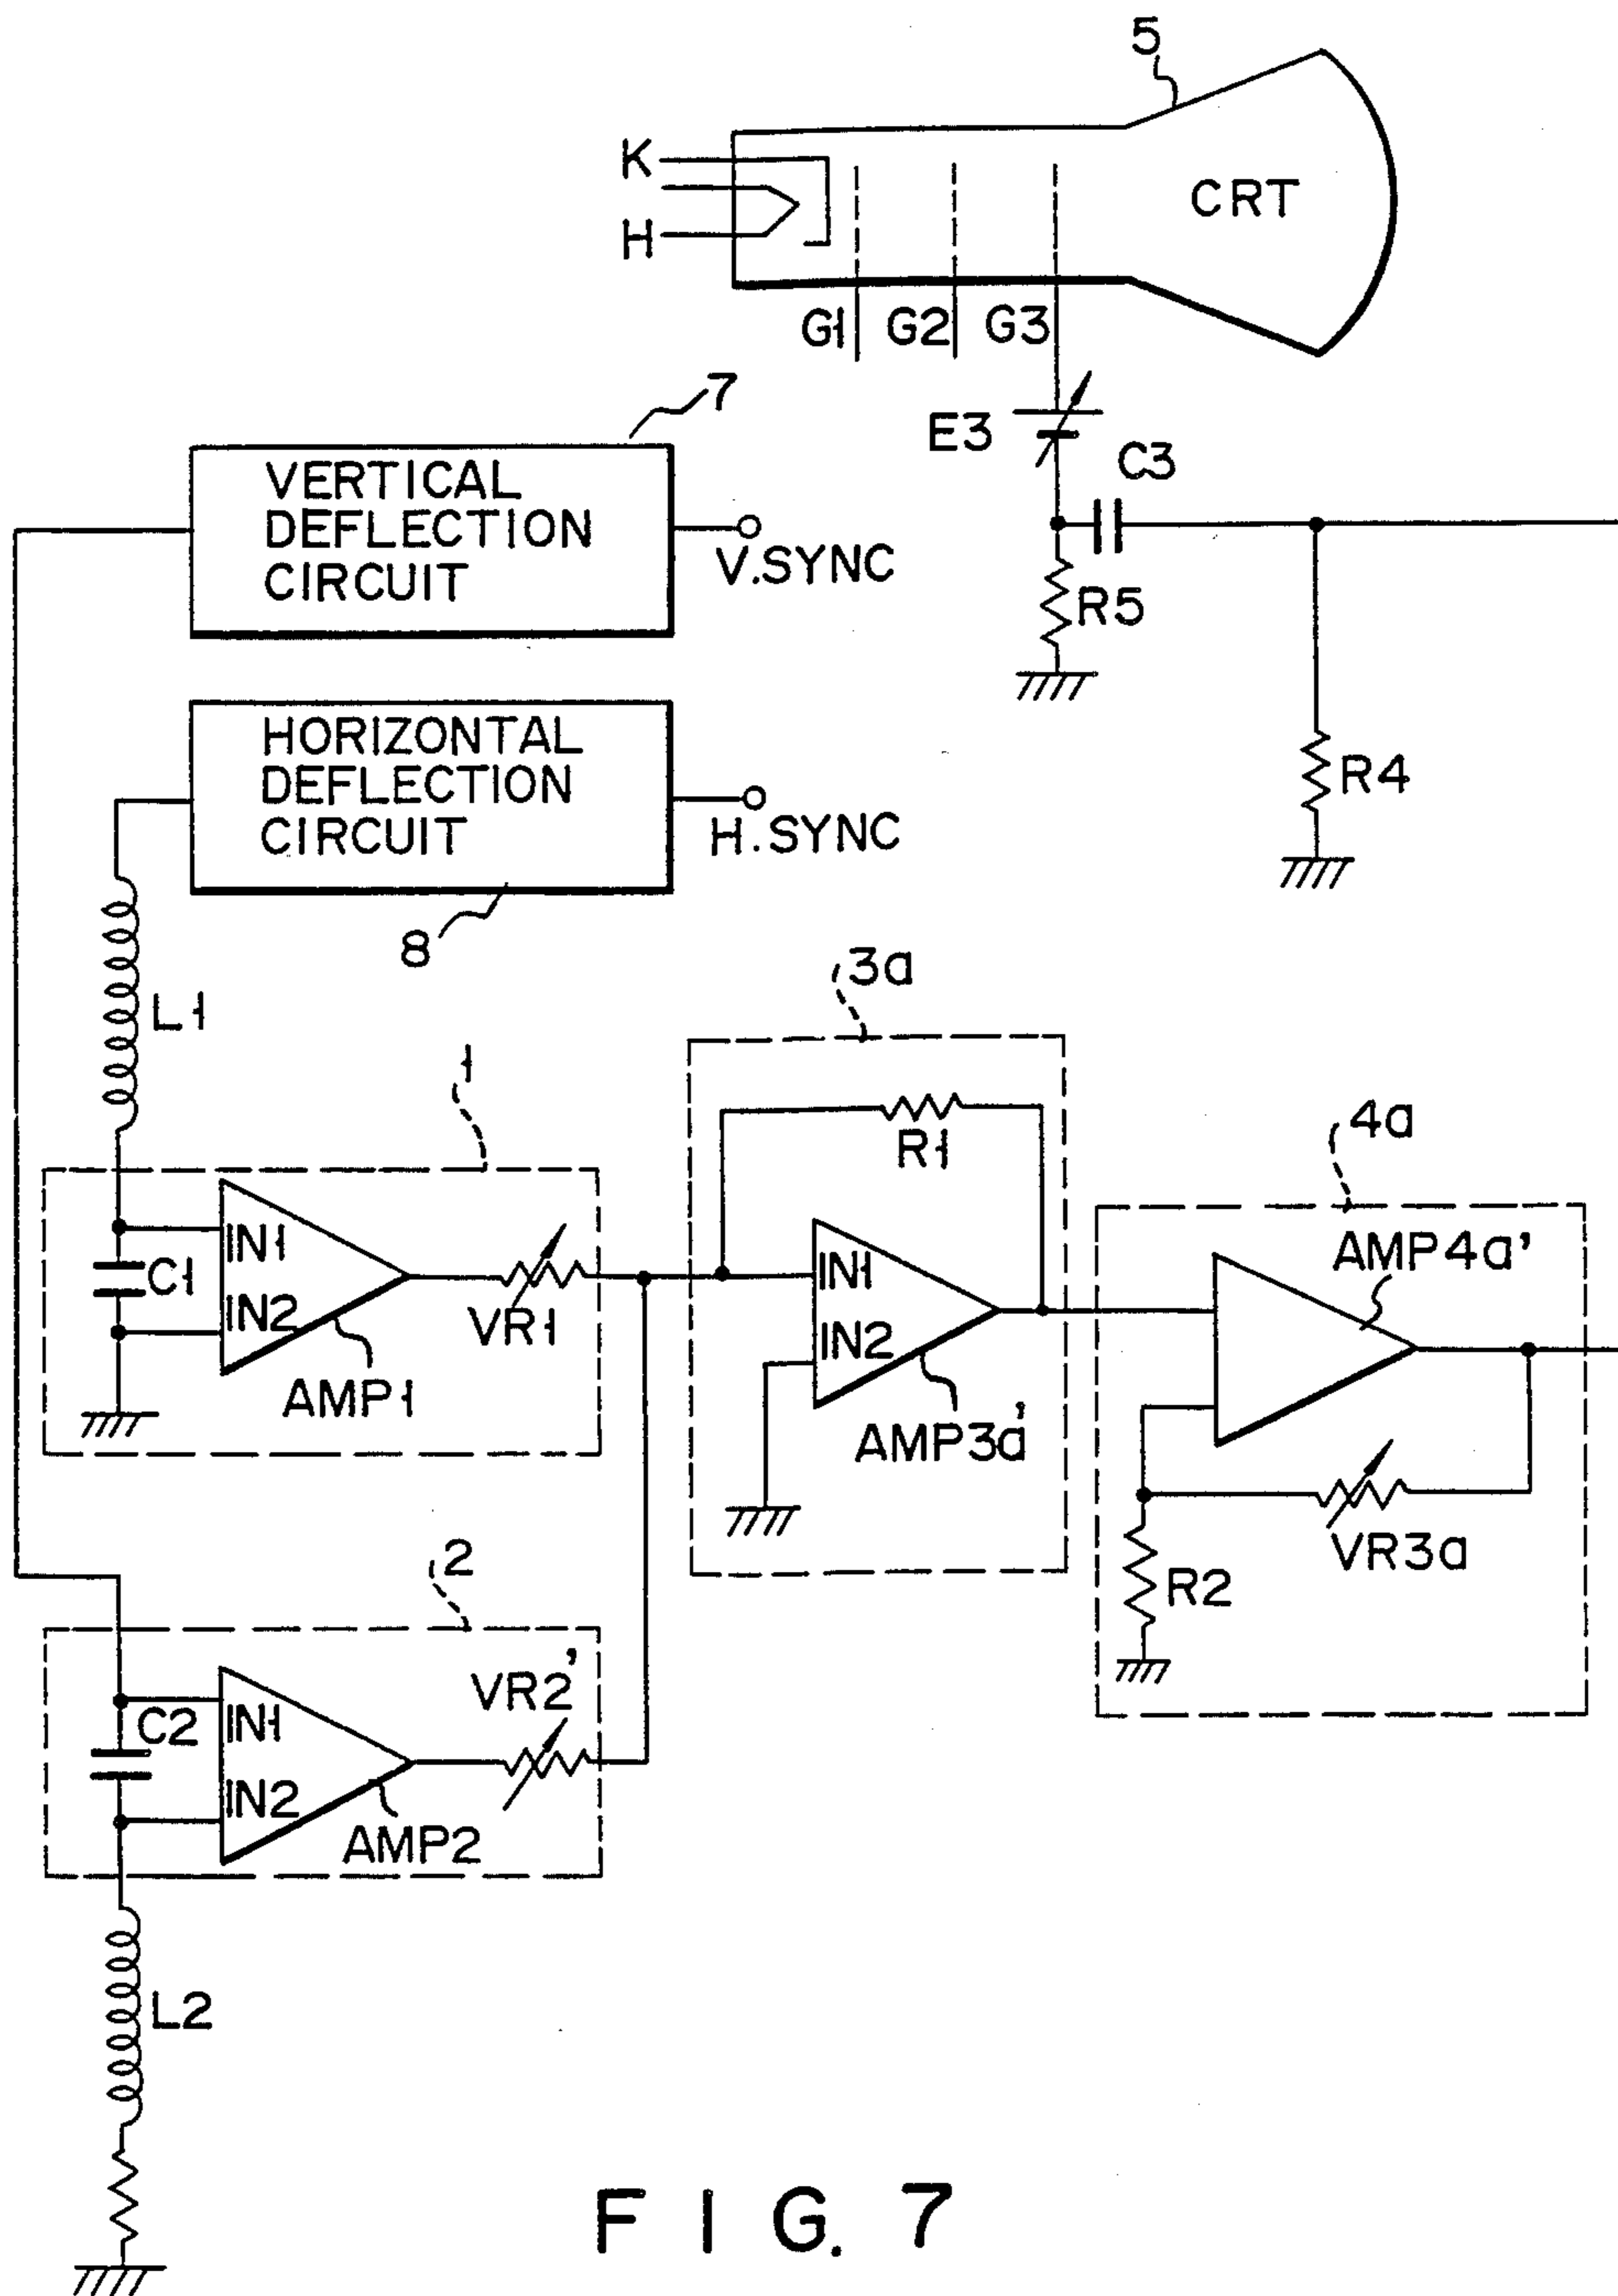 5
K
H
CRT
G1 G2 G3
E3
C3
R5
R4
7
VERTICAL
DEFLECTION
CIRCUIT
V.SYNC
HORIZONTAL
DEFLECTION
CIRCUIT
H.SYNC
8
L1
1
IN1
C1
IN2
VR1
AMP1
3a
R1
IN1
IN2
AMP3a'
4a
AMP4a'
VR3a
R2
2
VR2'
C2
IN1
IN2
AMP2
L2
FIG. 7